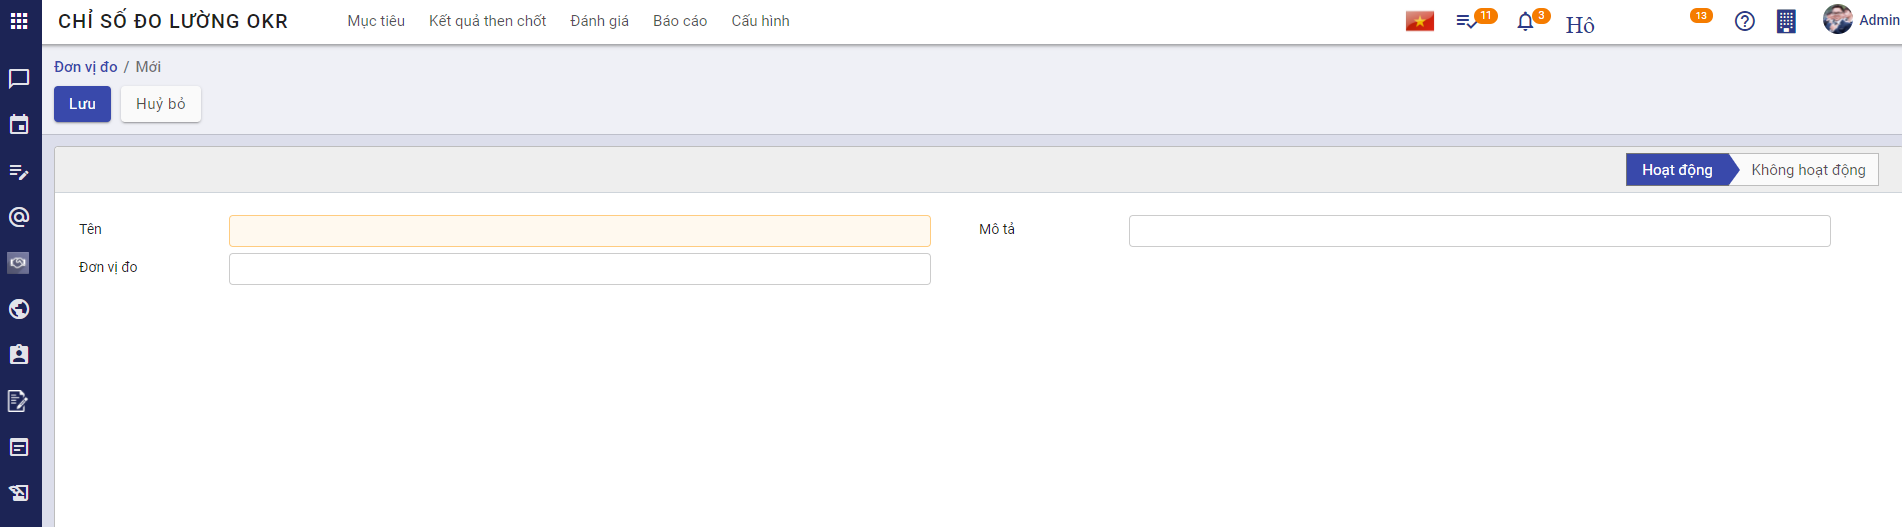 CHỈ SỐ ĐO LƯỜNG OKR Mục tiêu Kết quả then chốt Đánh giá Báo cáo Cấu hình 11 3 Hô 13 Admin
Đơn vị đo / Mới
Lưu Huỷ bỏ
Hoạt động Không hoạt động
Tên Mô tả
Đơn vị đo